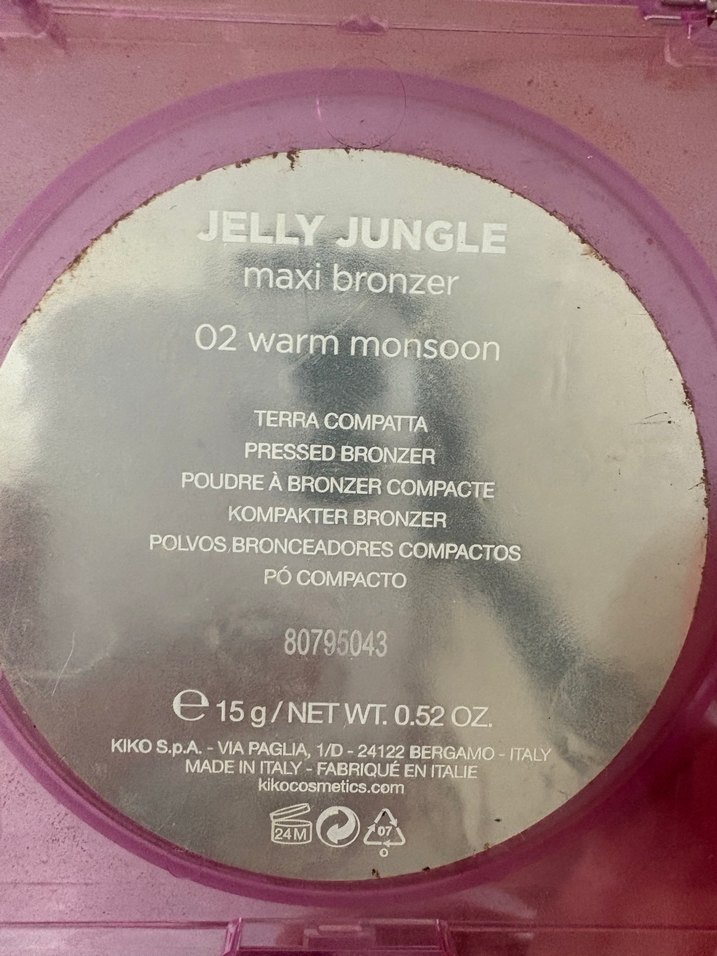 JELLY JUNGLE
maxi bronzer
02 warm monsoon
TERRA COMPATTA
PRESSED BRONZER
POUDRE À BRONZER COMPACTE
KOMPAKTER BRONZER
POLVOS BRONCEADORES COMPACTOS
PÓ COMPACTO
80795043
℮ 15 g / NET WT. 0.52 OZ.
KIKO S.p.A. - VIA PAGLIA, 1/D - 24122 BERGAMO - ITALY
MADE IN ITALY - FABRIQUÉ EN ITALIE
kikocosmetics.com
24M 07
O